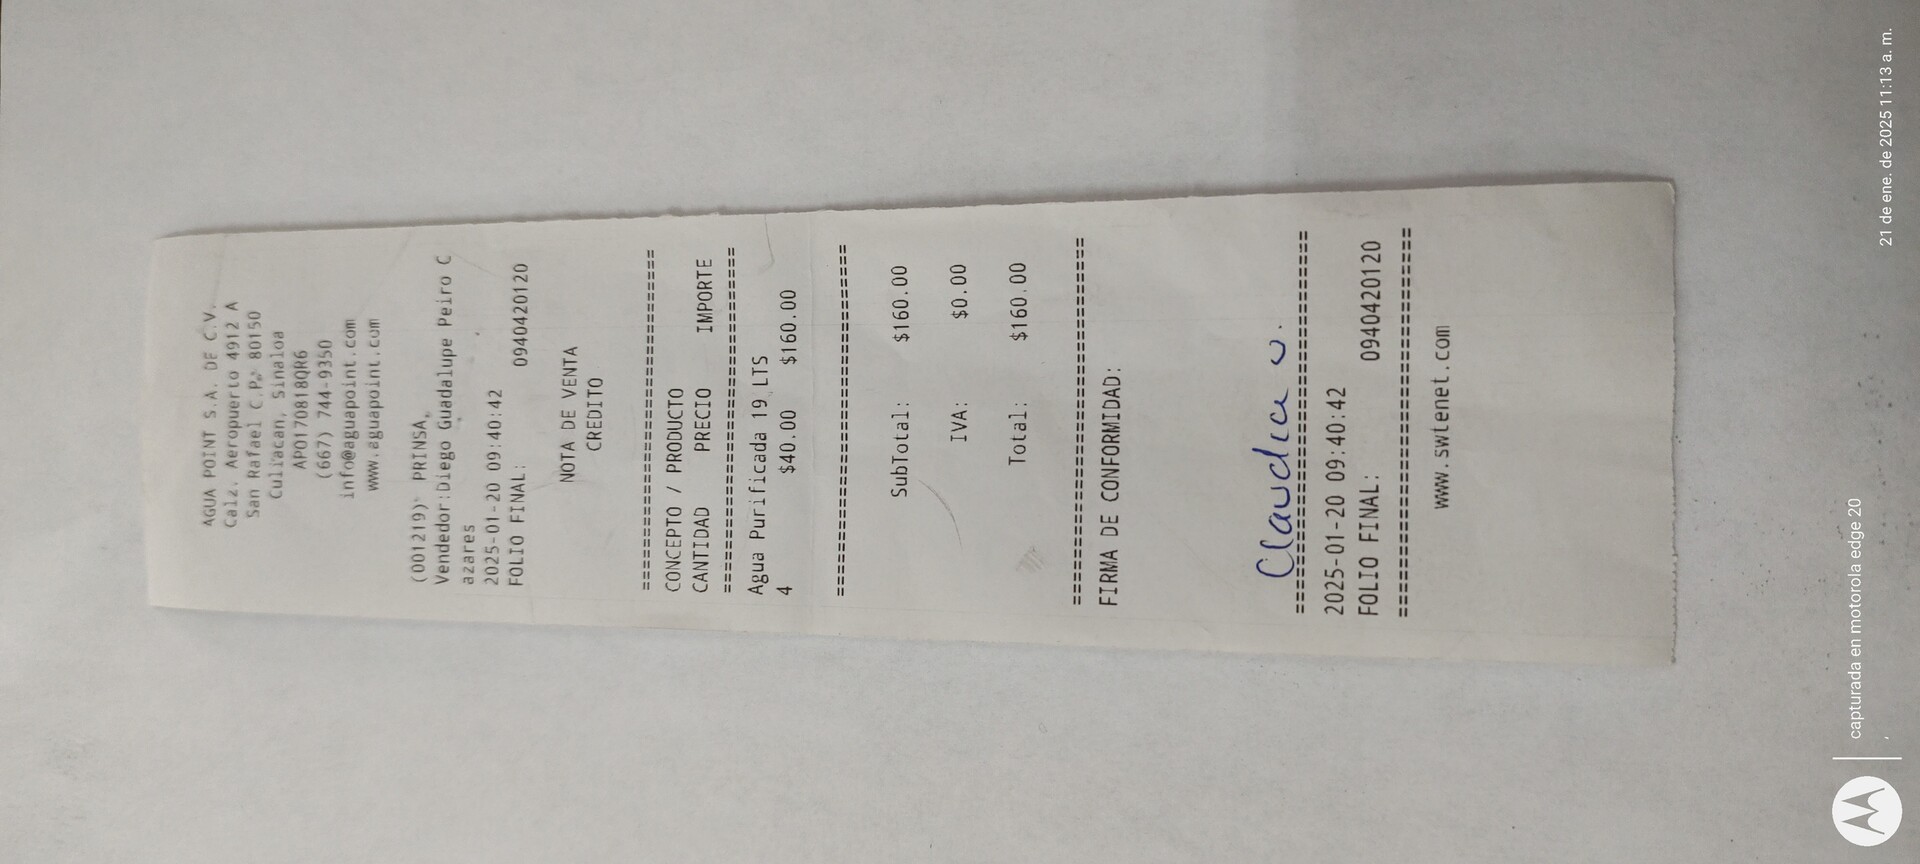 AGUA POINT S.A. DE C.V.
Calz. Aeropuerto 4912 A
San Rafael C.P. 80150
Culiacan, Sinaloa
APO170818QR6
(667) 744-9350
info@aguapoint.com
www.aguapoint.com
(001219) PRINSA,
Vendedor:Diego Guadalupe Peiro C
azares
2025-01-20 09:40:42
FOLIO FINAL: 0940420120
NOTA DE VENTA
CREDITO
================================
CONCEPTO / PRODUCTO
CANTIDAD PRECIO IMPORTE
================================
Agua Purificada 19 LTS
4 $40.00 $160.00
================================
SubTotal: $160.00
IVA: $0.00
Total: $160.00
================================
FIRMA DE CONFORMIDAD:
Claudia v.
================================
2025-01-20 09:40:42
FOLIO FINAL: 0940420120
================================
www.swtenet.com
capturada en motorola edge 20
21 de ene. de 2025 11:13 a. m.